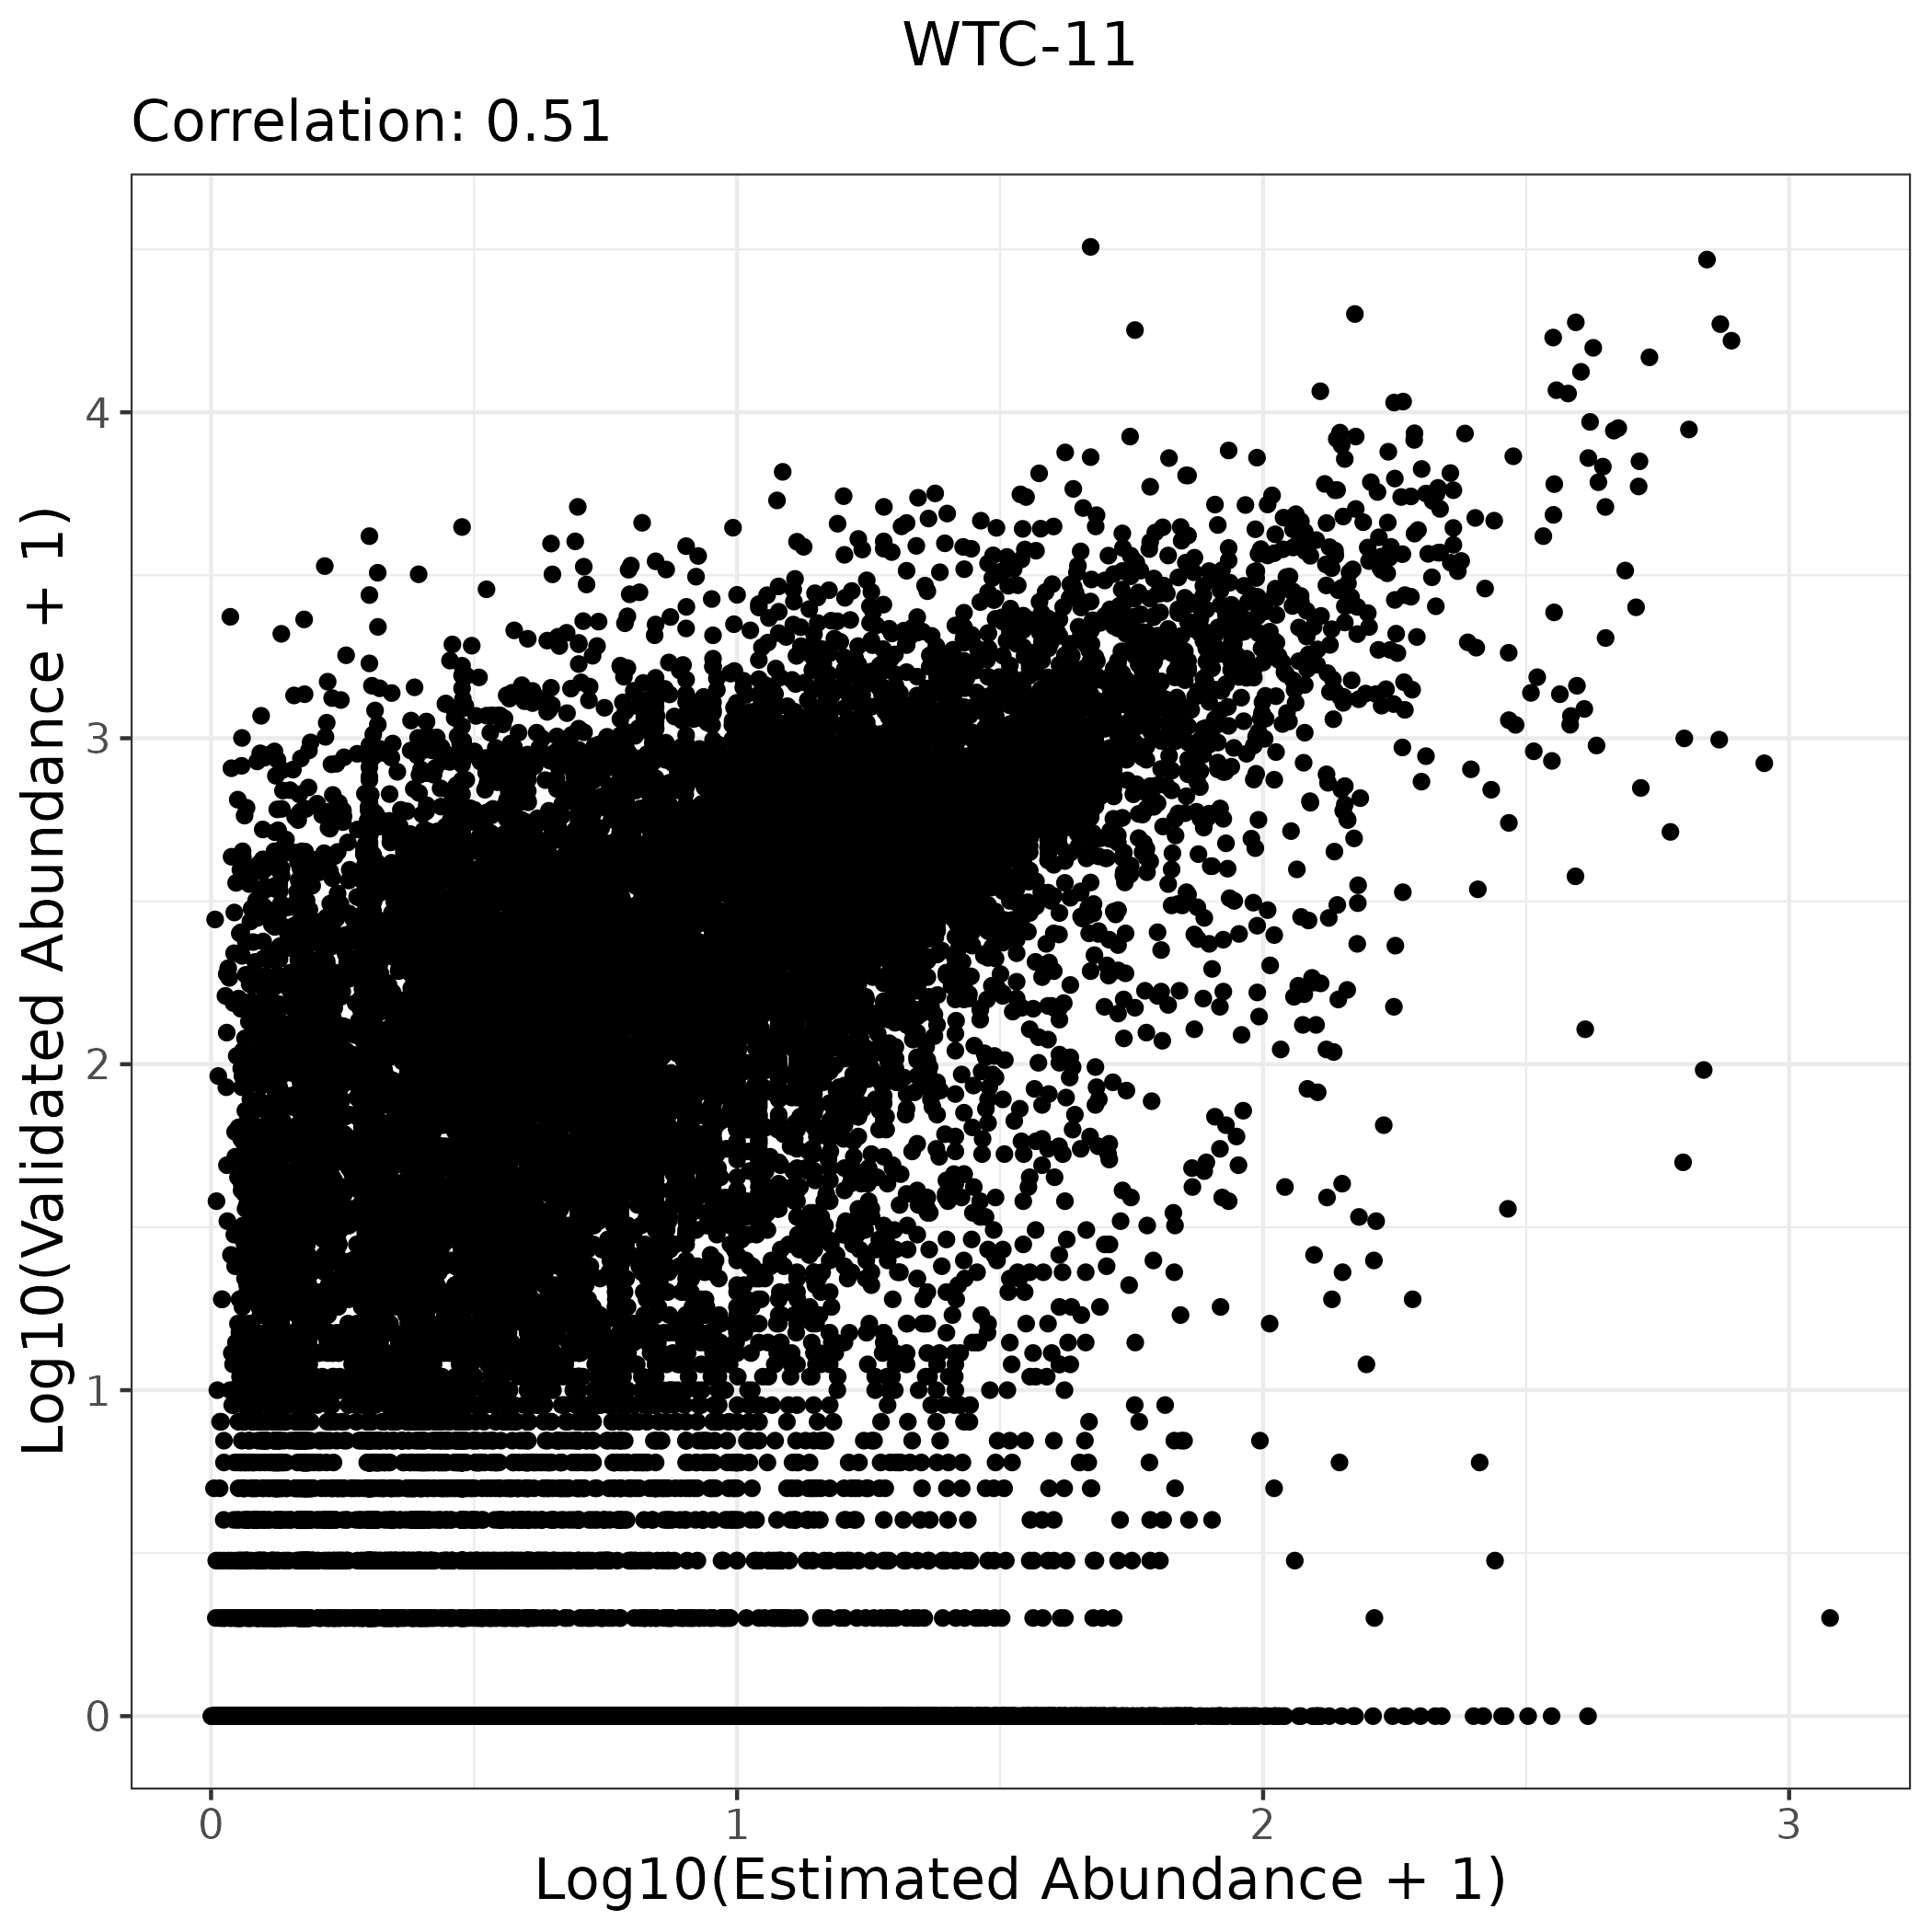 WTC-11
Correlation: 0.51
Log10(Validated Abundance + 1)
4
3
2
1
0
0 1 2 3
Log10(Estimated Abundance + 1)